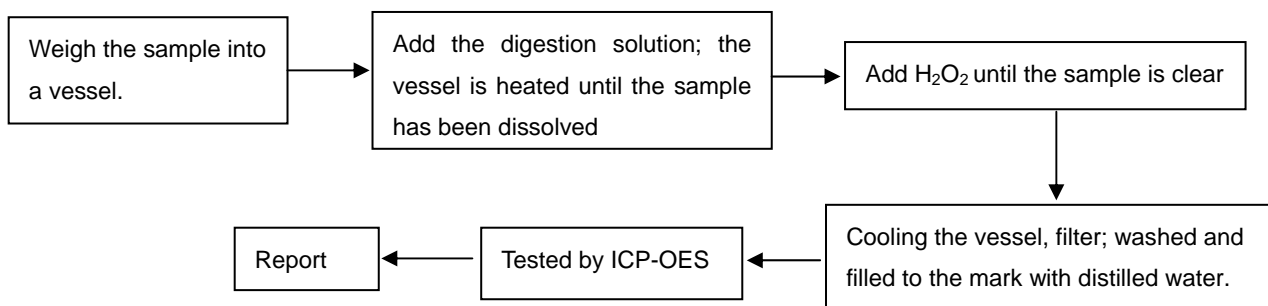 Weigh the sample into
a vessel.
Add the digestion solution; the
vessel is heated until the sample
has been dissolved
Add H₂O₂ until the sample is clear
Cooling the vessel, filter; washed and
filled to the mark with distilled water.
Tested by ICP-OES
Report